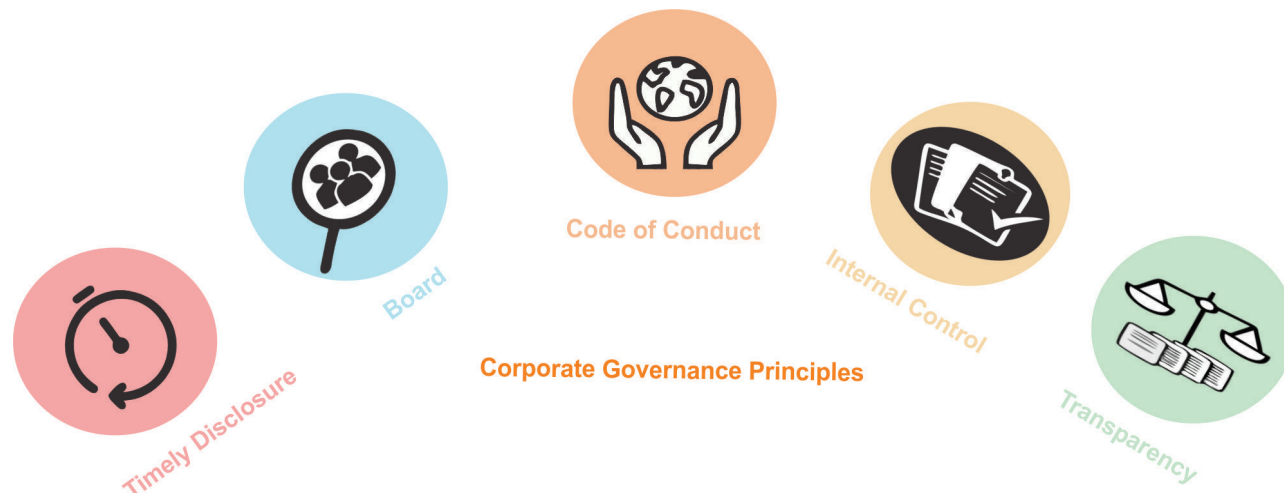 Timely Disclosure
Board
Code of Conduct
Internal Control
Transparency
Corporate Governance Principles